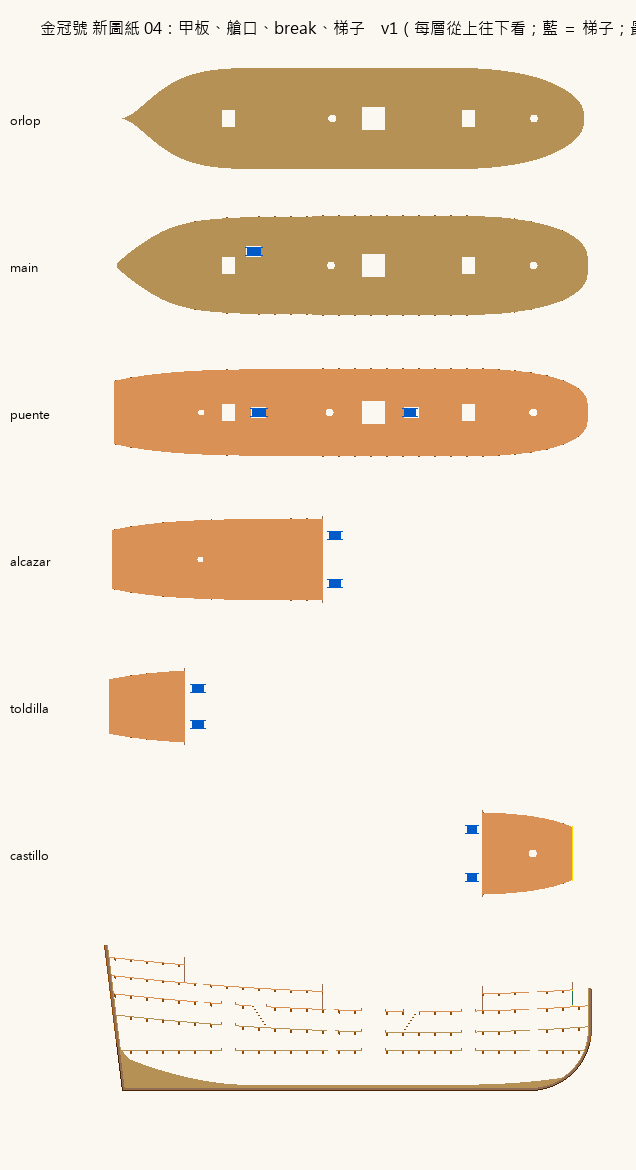 金冠號 新圖紙 04：甲板、艙口、break、梯子　v1（每層從上往下看；藍 = 梯子；
orlop
main
puente
alcazar
toldilla
castillo